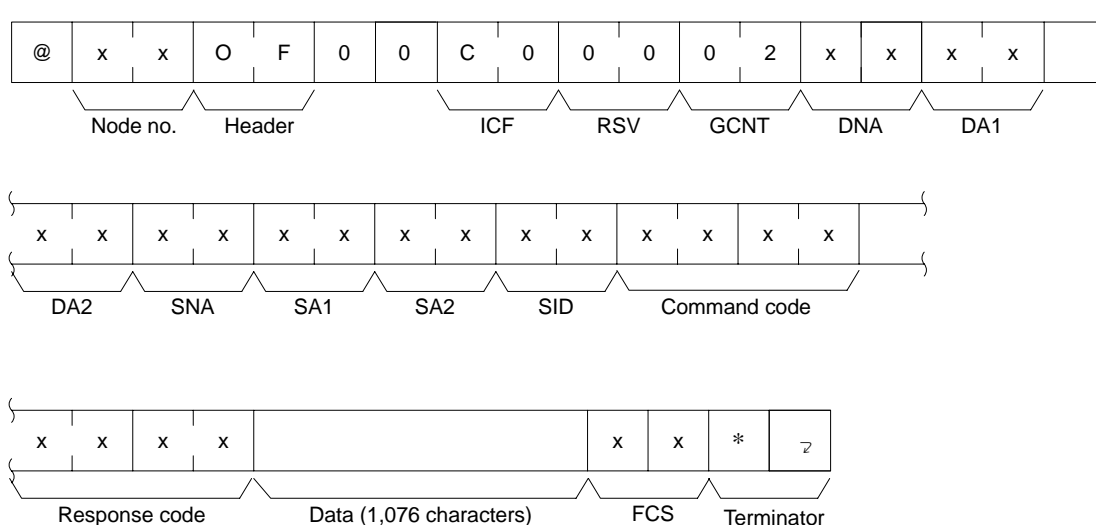 @ x x O F 0 0 C 0 0 0 0 2 x x x x
Node no. Header ICF RSV GCNT DNA DA1
x x x x x x x x x x x x x x
DA2 SNA SA1 SA2 SID Command code
x x x x x x * ↵
Response code Data (1,076 characters) FCS Terminator